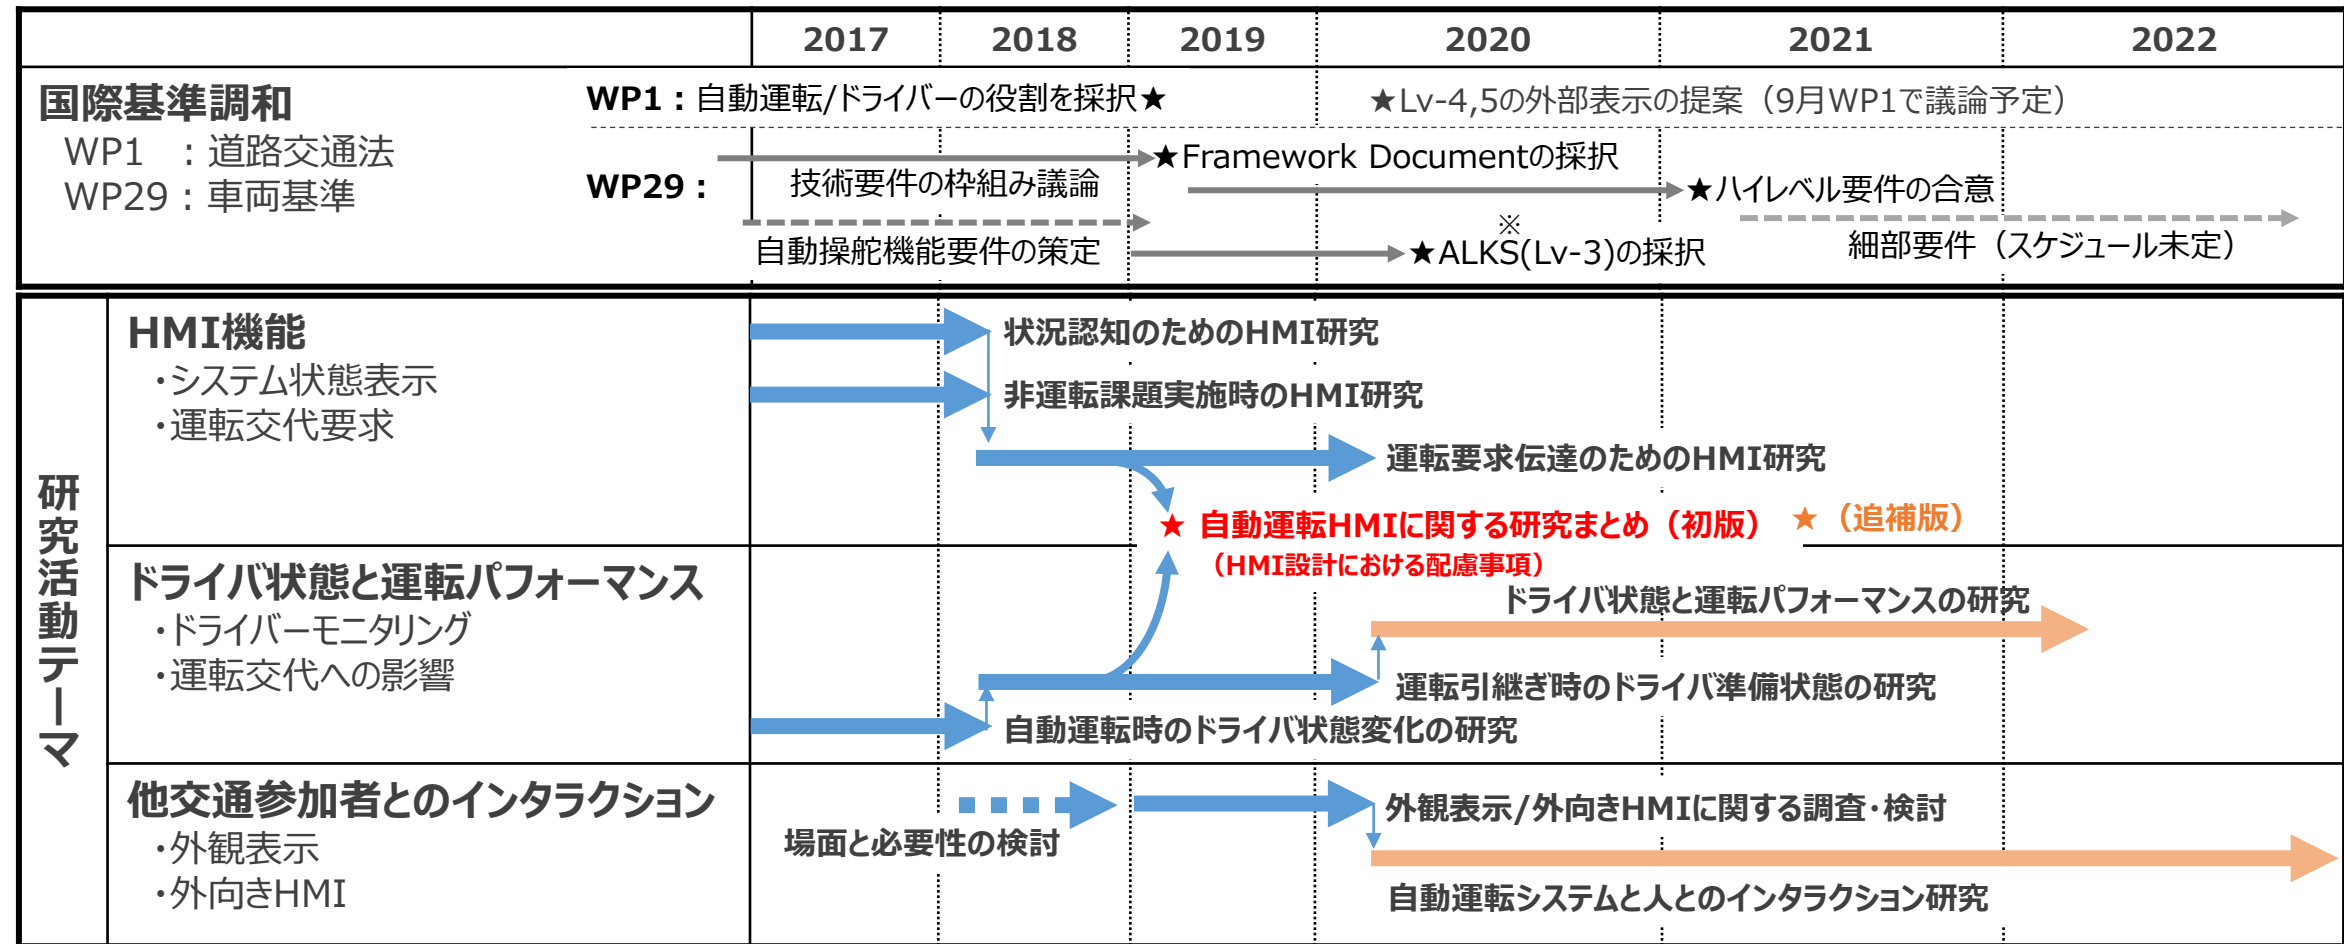 2017 2018 2019 2020 2021 2022
国際基準調和
WP1 : 道路交通法
WP29 : 車両基準
WP1 : 自動運転/ドライバーの役割を採択★
★Lv-4,5の外部表示の提案（9月WP1で議論予定）
WP29 :
★Framework Documentの採択
技術要件の枠組み議論
★ハイレベル要件の合意
自動操舵機能要件の策定
※
★ALKS(Lv-3)の採択
細部要件（スケジュール未定）
研究活動テーマ
HMI機能
・システム状態表示
・運転交代要求
状況認知のためのHMI研究
非運転課題実施時のHMI研究
運転要求伝達のためのHMI研究
★ 自動運転HMIに関する研究まとめ（初版）
★（追補版）
（HMI設計における配慮事項）
ドライバ状態と運転パフォーマンス
・ドライバーモニタリング
・運転交代への影響
ドライバ状態と運転パフォーマンスの研究
運転引継ぎ時のドライバ準備状態の研究
自動運転時のドライバ状態変化の研究
他交通参加者とのインタラクション
・外観表示
・外向きHMI
場面と必要性の検討
外観表示/外向きHMIに関する調査・検討
自動運転システムと人とのインタラクション研究